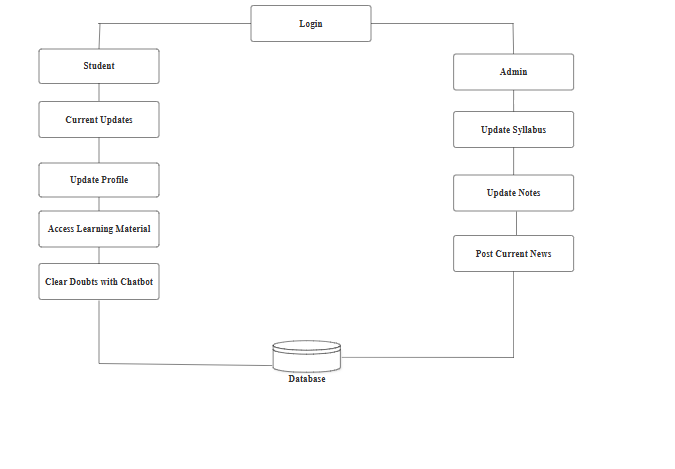 Login
Student
Current Updates
Update Profile
Access Learning Material
Clear Doubts with Chatbot
Admin
Update Syllabus
Update Notes
Post Current News
Database